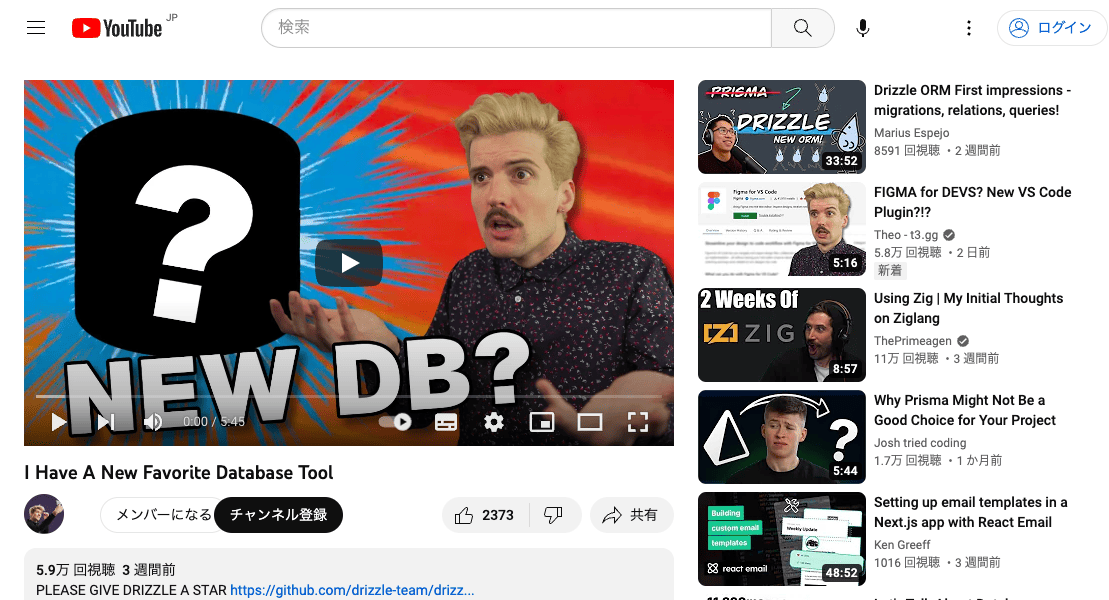 YouTube JP
検索
ログイン
?
NEW DB?
0:00 / 5:45
I Have A New Favorite Database Tool
メンバーになる
チャンネル登録
2373
共有
5.9万 回視聴 3 週間前
PLEASE GIVE DRIZZLE A STAR https://github.com/drizzle-team/drizz...
PRISMA
DRIZZLE
NEW ORM!
33:52
Drizzle ORM First impressions -
migrations, relations, queries!
Marius Espejo
8591 回視聴 ・2 週間前
Figma for VS Code
5:16
FIGMA for DEVS? New VS Code
Plugin?!?
Theo - t3.gg
5.8万 回視聴 ・2 日前
新着
2 Weeks Of
ZIG
8:57
Using Zig | My Initial Thoughts
on Ziglang
ThePrimeagen
11万 回視聴 ・3 週間前
?
5:44
Why Prisma Might Not Be a
Good Choice for Your Project
Josh tried coding
1.7万 回視聴 ・1 か月前
Building
custom email
templates
Weekly Update
react email
48:52
Setting up email templates in a
Next.js app with React Email
Ken Greeff
1016 回視聴 ・3 週間前